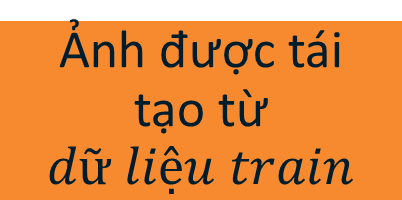 Ảnh được tái
tạo từ
dữ liệu train